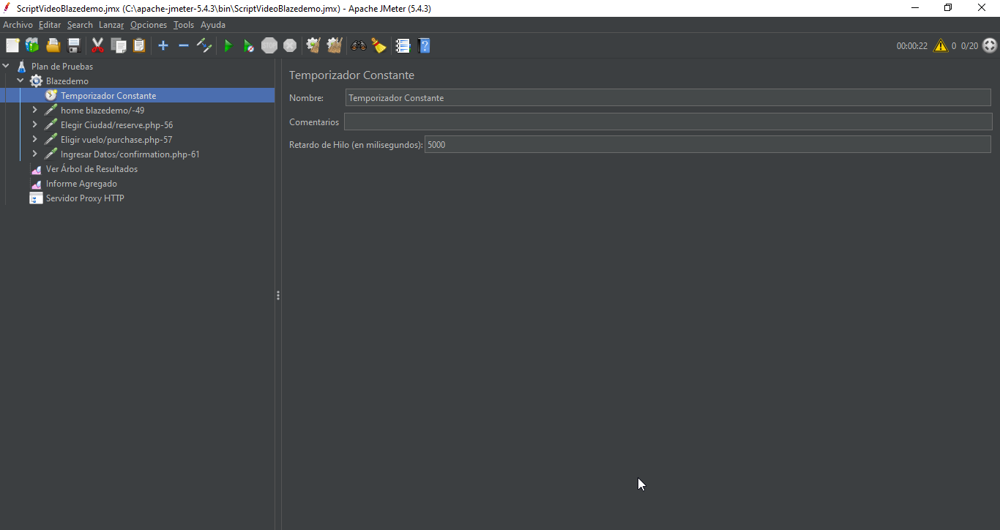 ScriptVideoBlazedemo.jmx (C:\apache-jmeter-5.4.3\bin\ScriptVideoBlazedemo.jmx) - Apache JMeter (5.4.3)
Archivo Editar Search Lanzar Opciones Tools Ayuda
STOP 00:00:22 0 0/20
Plan de Pruebas
Blazedemo
Temporizador Constante
home blazedemo/-49
Elegir Ciudad/reserve.php-56
Eligir vuelo/purchase.php-57
Ingresar Datos/confirmation.php-61
Ver Árbol de Resultados
Informe Agregado
Servidor Proxy HTTP
Temporizador Constante
Nombre: Temporizador Constante
Comentarios
Retardo de Hilo (en milisegundos): 5000